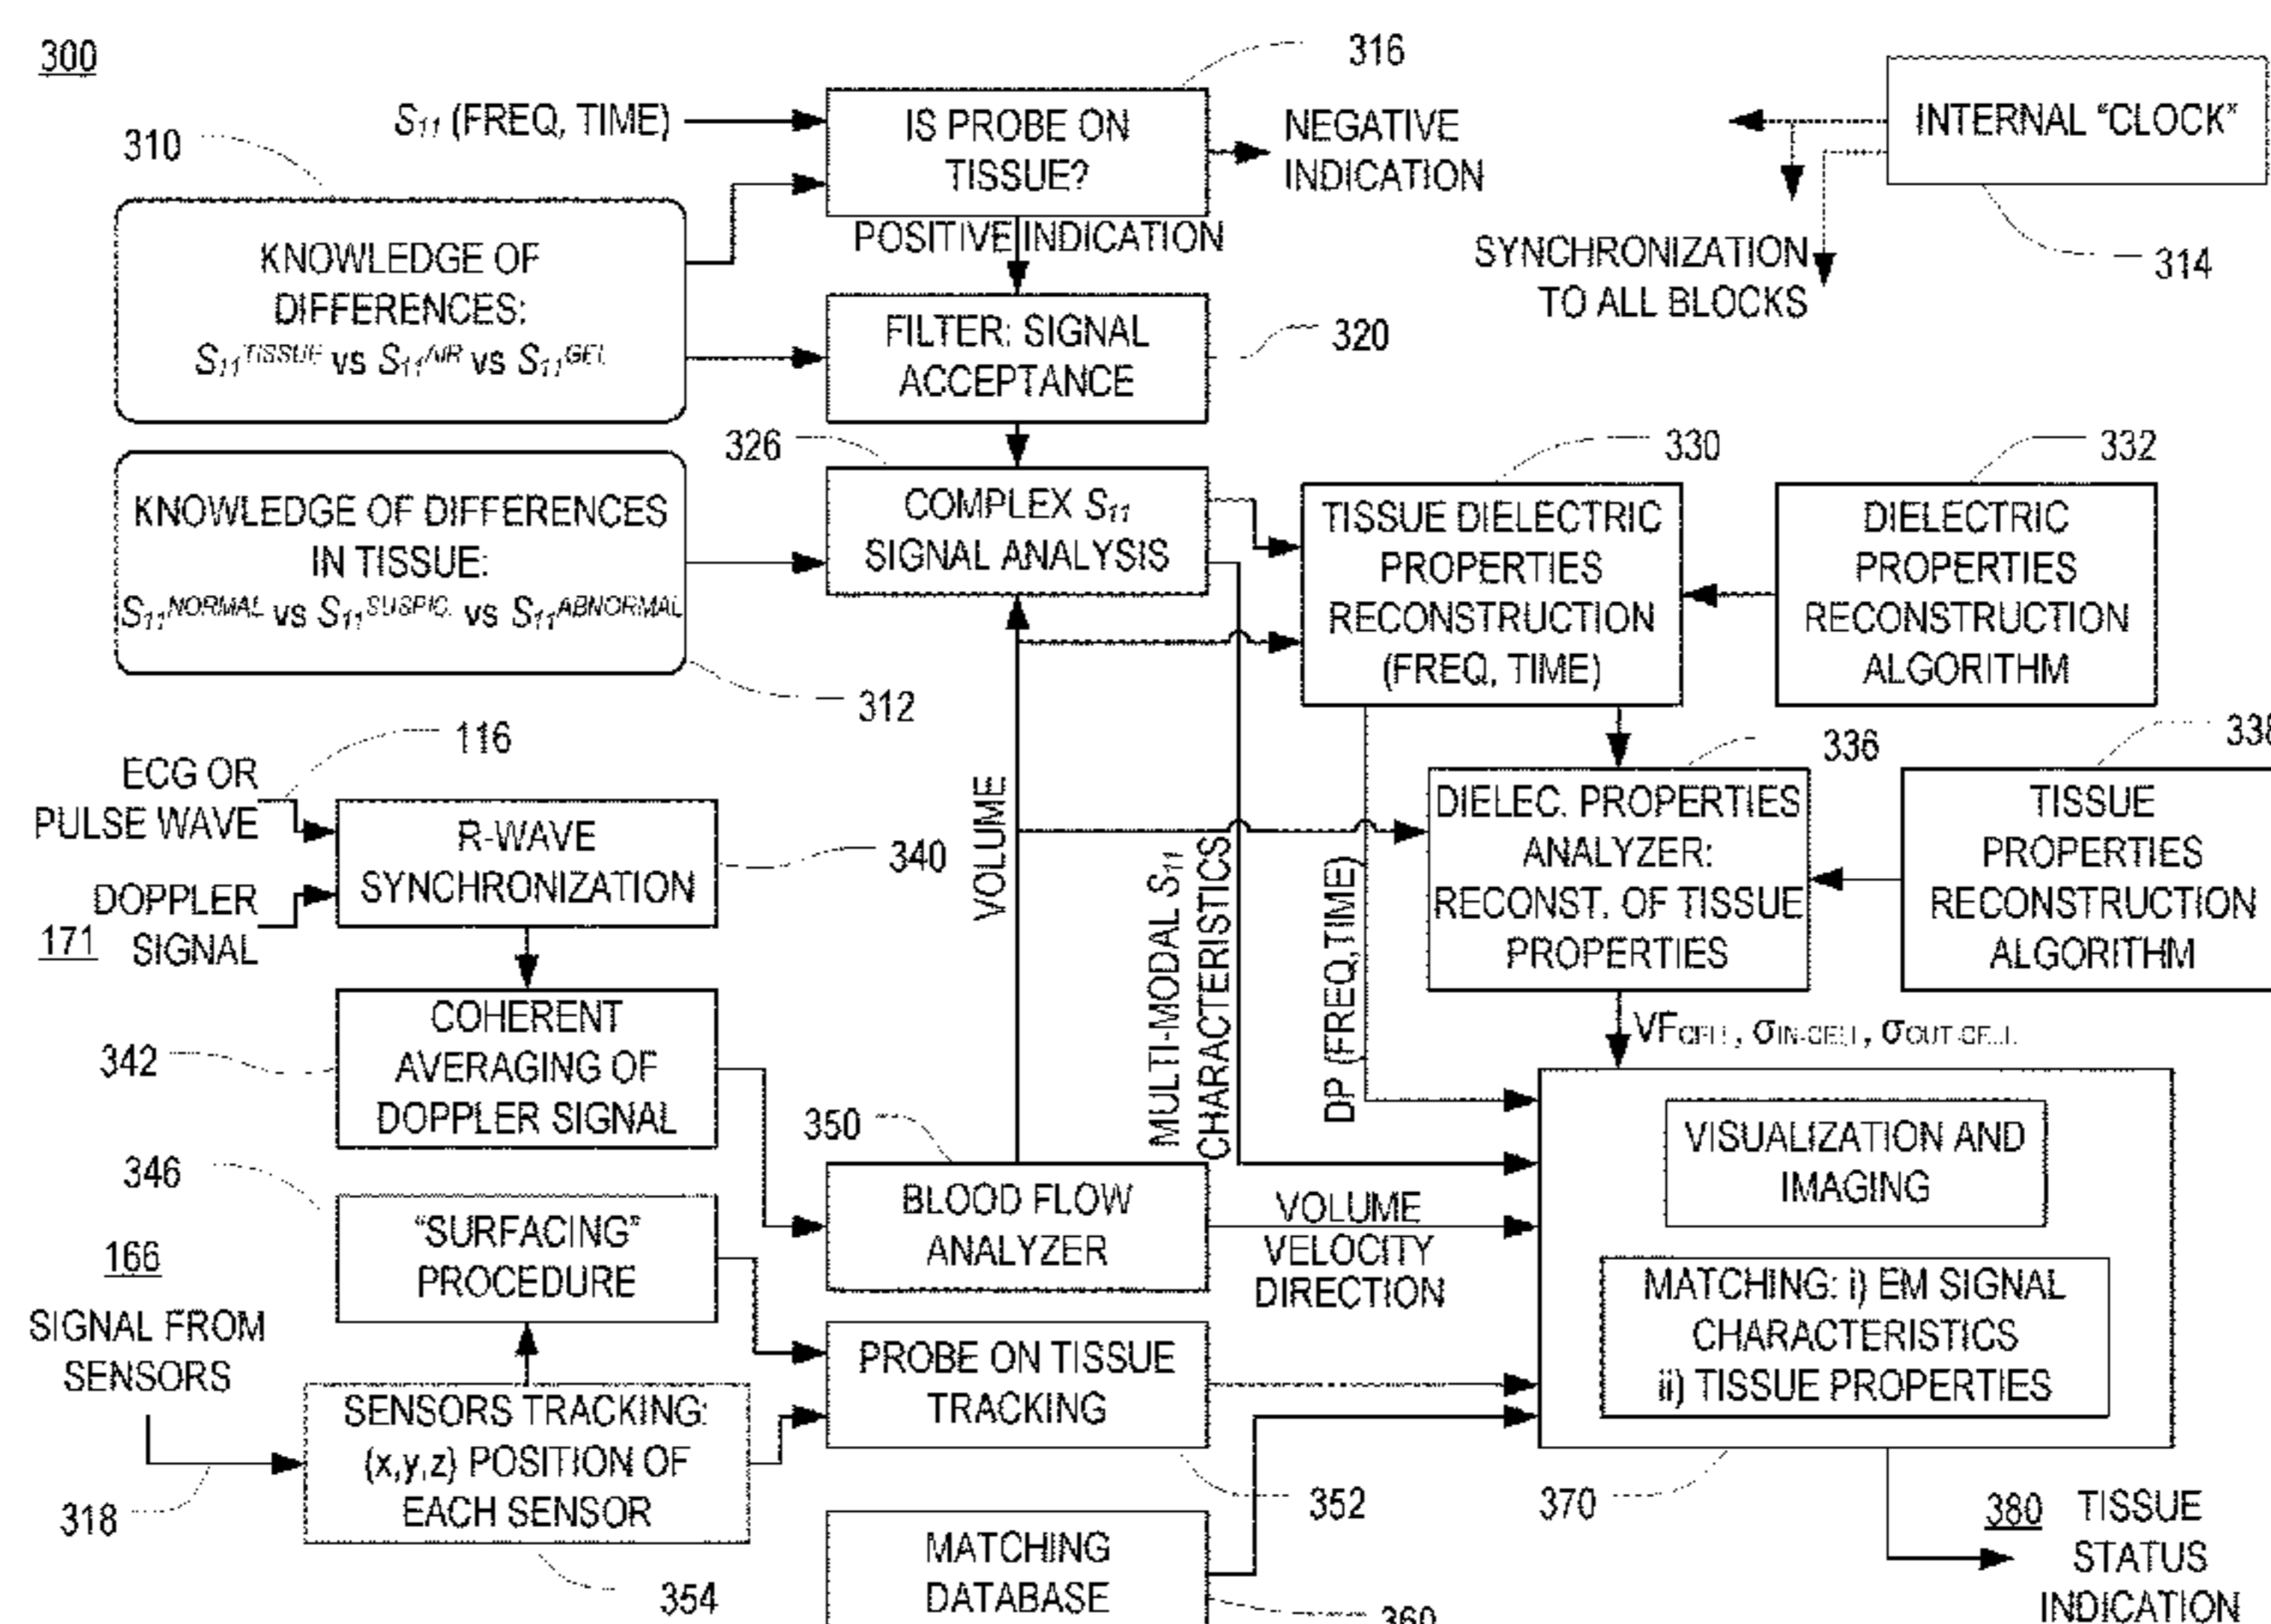 300
316
S11 (FREQ, TIME)
IS PROBE ON
TISSUE?
NEGATIVE
INDICATION
INTERNAL “CLOCK”
310
POSITIVE INDICATION
SYNCHRONIZATION
TO ALL BLOCKS
314
KNOWLEDGE OF
DIFFERENCES:
S11TISSUE vs S11AIR vs S11GEL
FILTER: SIGNAL
ACCEPTANCE
320
326
330
332
KNOWLEDGE OF DIFFERENCES
IN TISSUE:
S11NORMAL vs S11SUSPIC. vs S11ABNORMAL
COMPLEX S11
SIGNAL ANALYSIS
TISSUE DIELECTRIC
PROPERTIES
RECONSTRUCTION
(FREQ, TIME)
DIELECTRIC
PROPERTIES
RECONSTRUCTION
ALGORITHM
312
116
336
338
ECG OR
PULSE WAVE
R-WAVE
SYNCHRONIZATION
340
DOPPLER
SIGNAL
171
VOLUME
MULTI-MODAL S11
CHARACTERISTICS
DP (FREQ,TIME)
DIELEC. PROPERTIES
ANALYZER:
RECONST. OF TISSUE
PROPERTIES
TISSUE
PROPERTIES
RECONSTRUCTION
ALGORITHM
342
COHERENT
AVERAGING OF
DOPPLER SIGNAL
VFCELL, σIN-CELL, σOUT-CELL
350
346
“SURFACING”
PROCEDURE
BLOOD FLOW
ANALYZER
VOLUME
VELOCITY
DIRECTION
VISUALIZATION AND
IMAGING
166
SIGNAL FROM
SENSORS
PROBE ON TISSUE
TRACKING
MATCHING: i) EM SIGNAL
CHARACTERISTICS
ii) TISSUE PROPERTIES
SENSORS TRACKING:
(x,y,z) POSITION OF
EACH SENSOR
318
354
352
370
MATCHING
DATABASE
360
380
TISSUE
STATUS
INDICATION